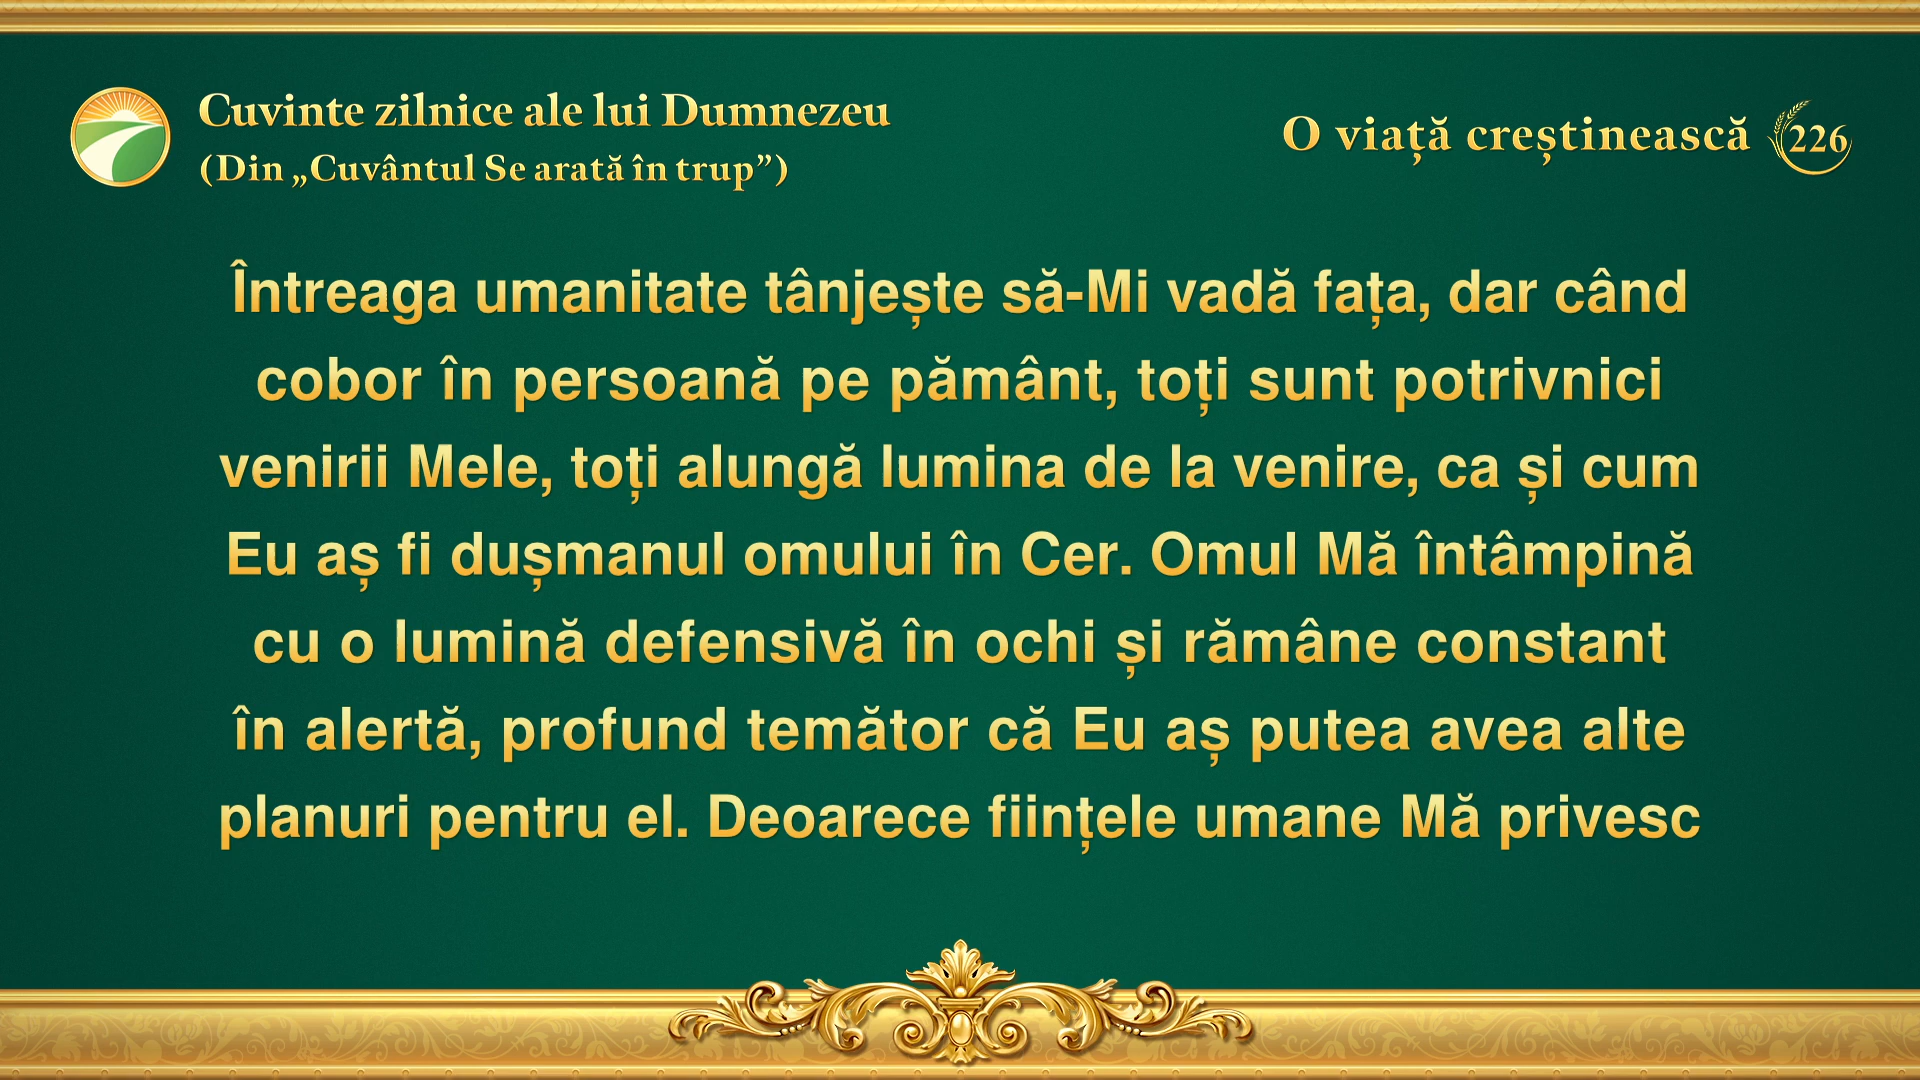 Cuvinte zilnice ale lui Dumnezeu
(Din „Cuvântul Se arată în trup”)
O viață creștinească 226
Întreaga umanitate tânjește să-Mi vadă fața, dar când
cobor în persoană pe pământ, toți sunt potrivnici
venirii Mele, toți alungă lumina de la venire, ca și cum
Eu aș fi dușmanul omului în Cer. Omul Mă întâmpină
cu o lumină defensivă în ochi și rămâne constant
în alertă, profund temător că Eu aș putea avea alte
planuri pentru el. Deoarece ființele umane Mă privesc